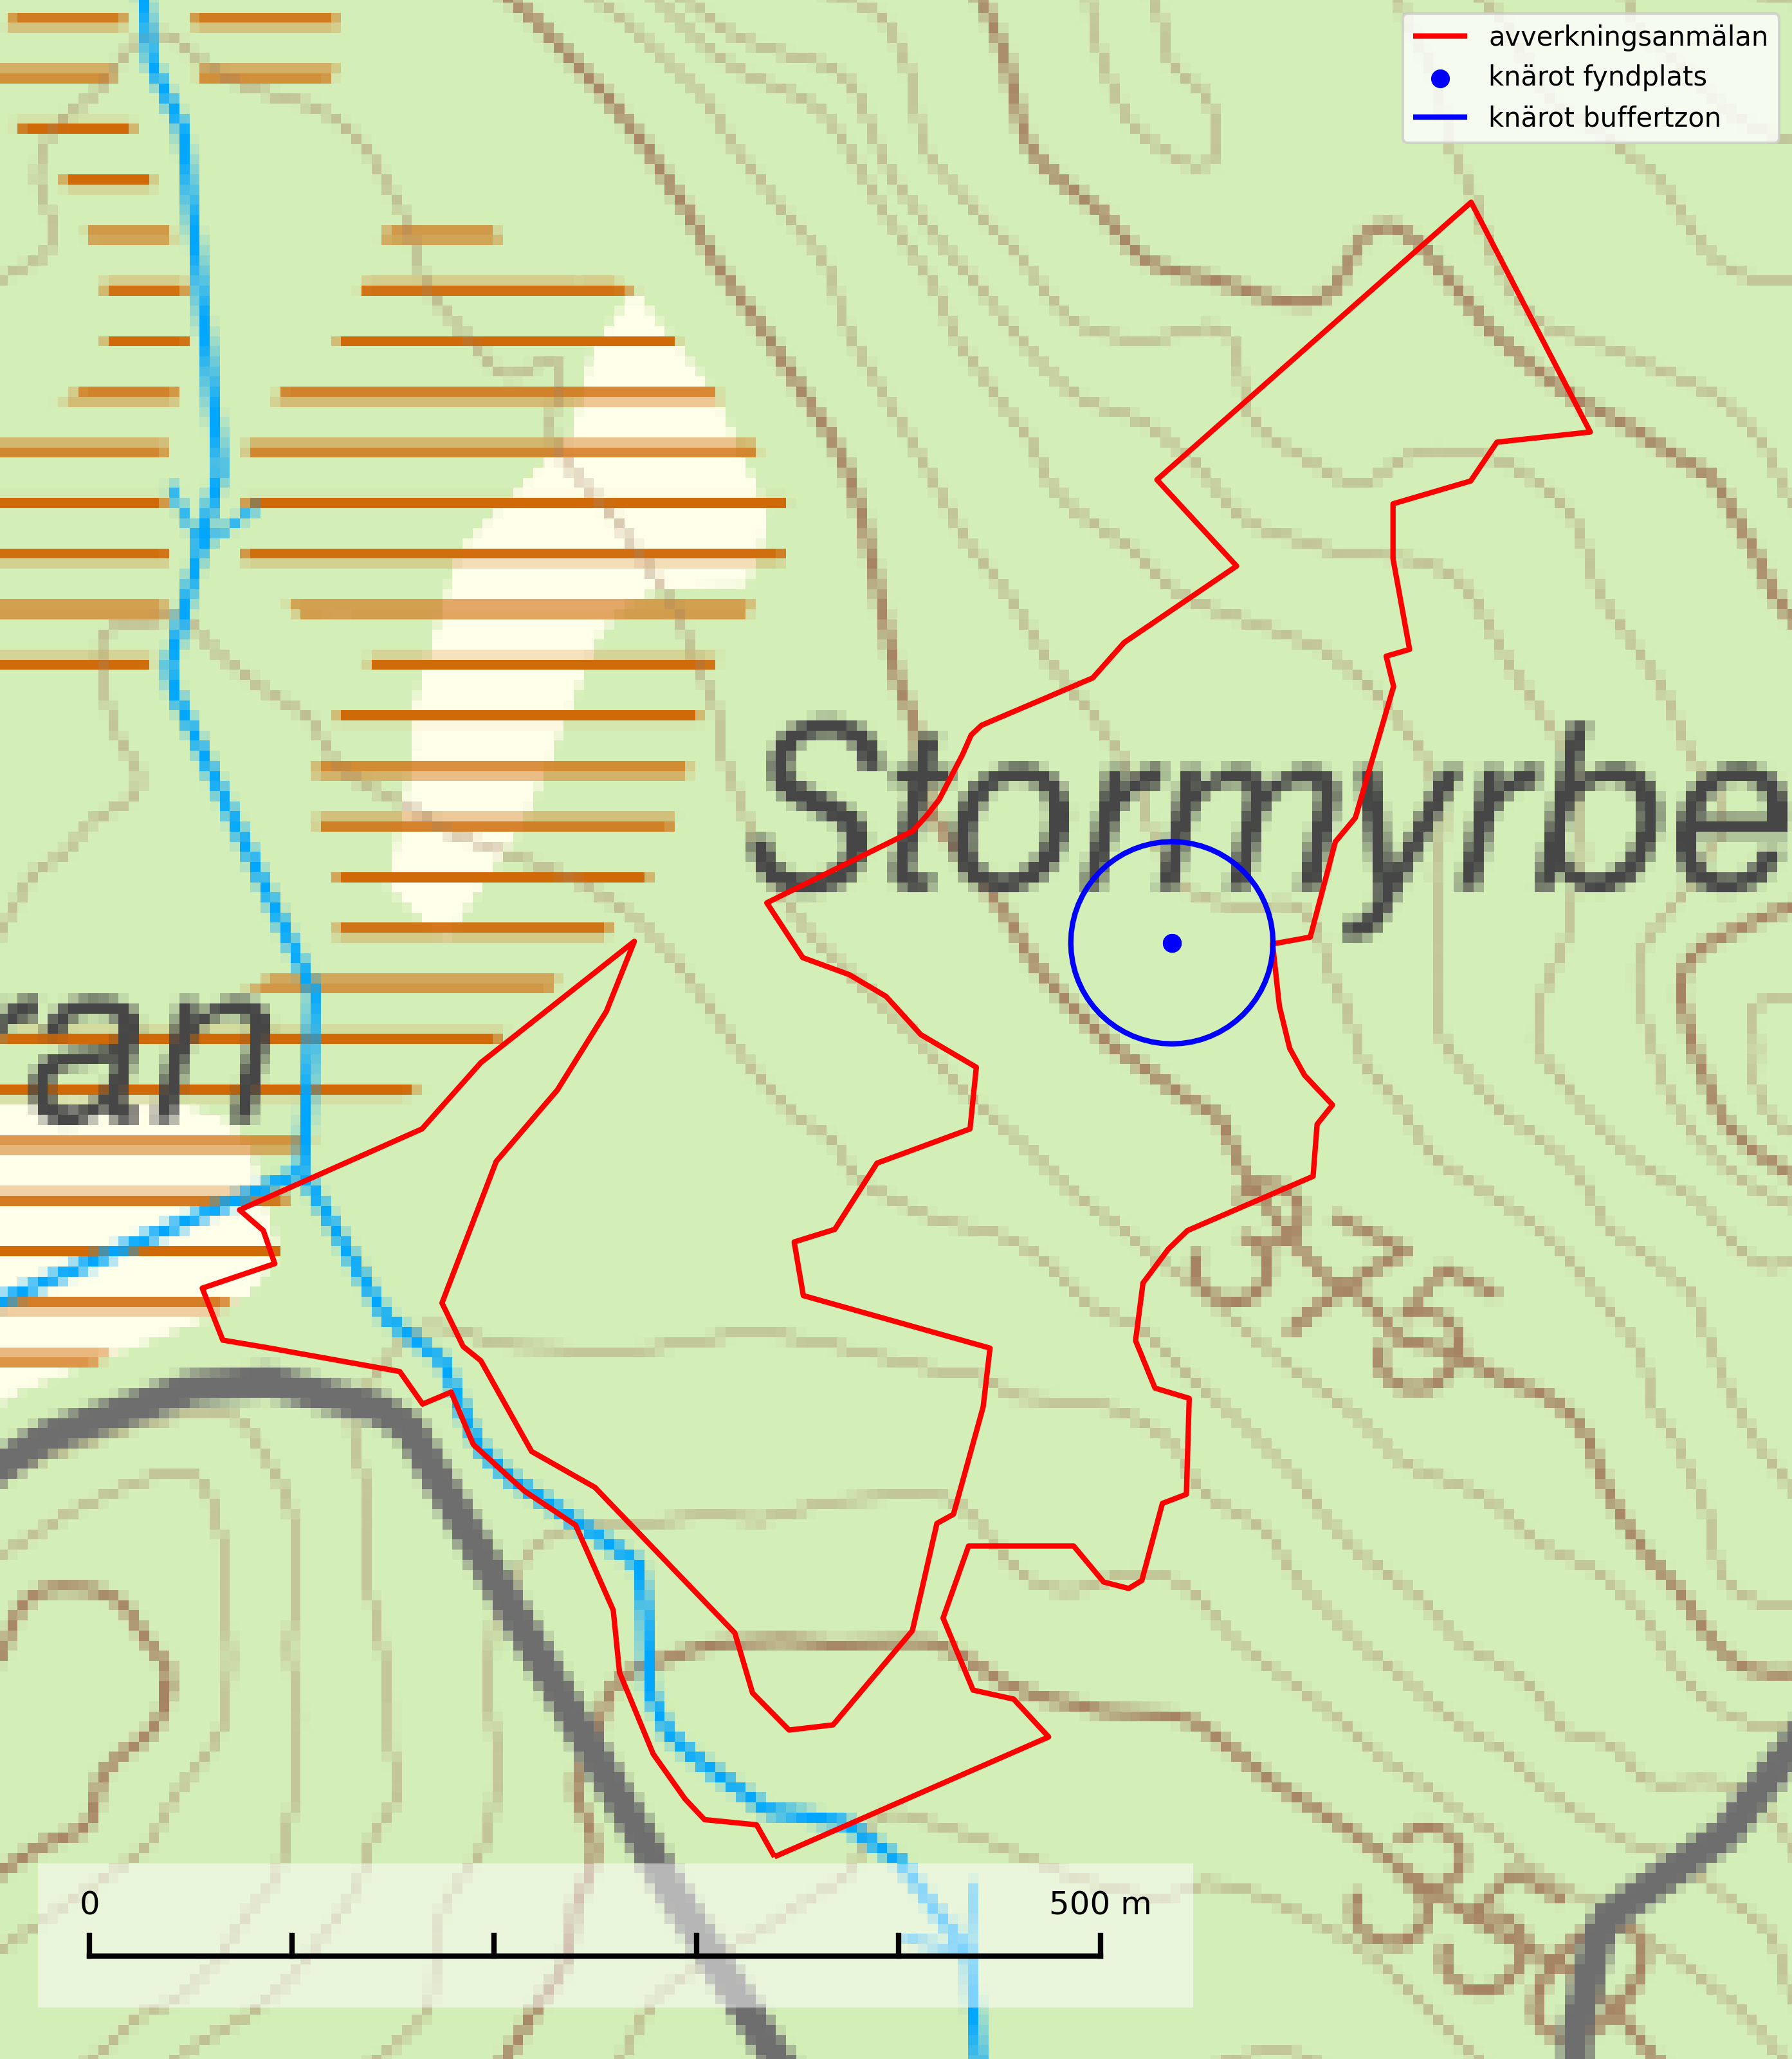 avverkningsanmälan
knärot fyndplats
knärot buffertzon
Stormyrbe
ran
375
350
0 500 m